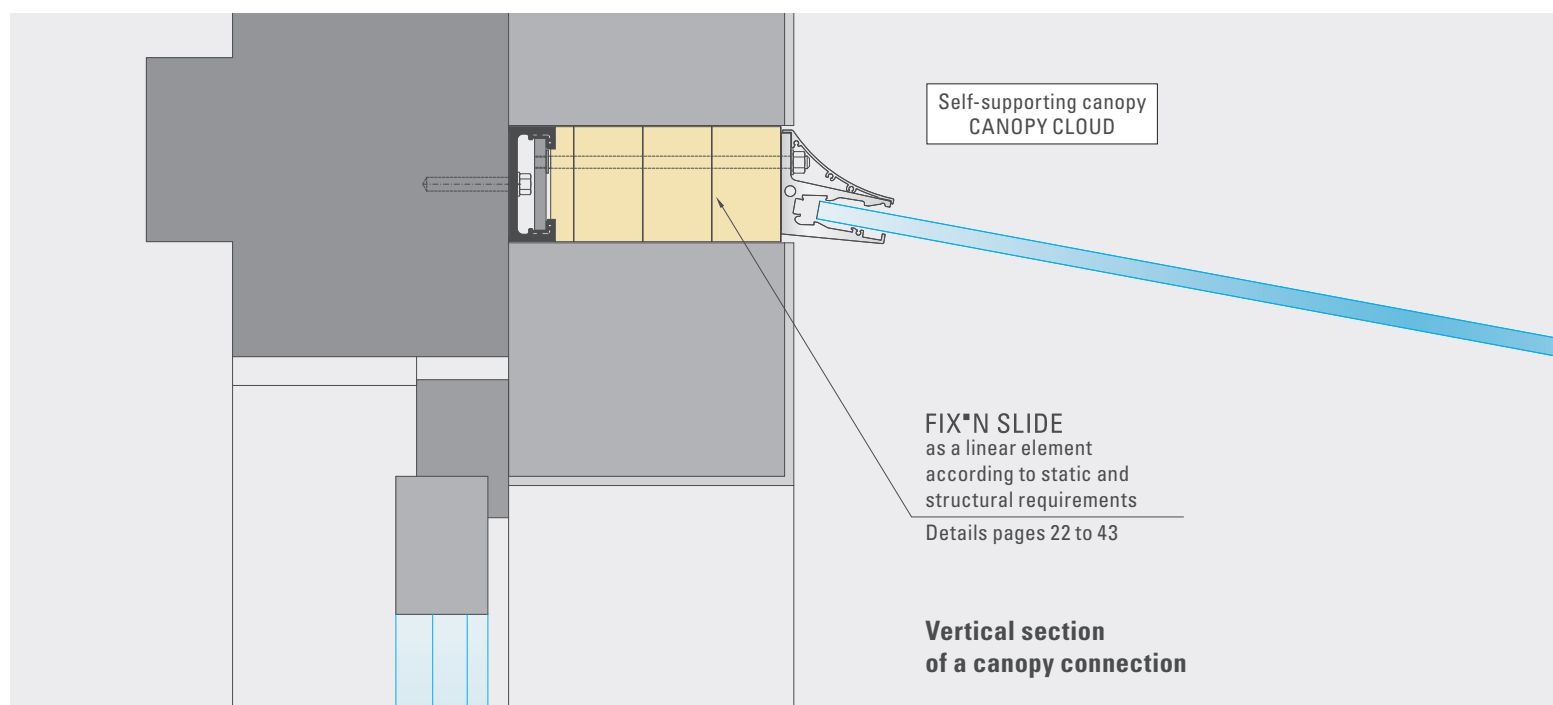 Self-supporting canopy
CANOPY CLOUD
FIX▪N SLIDE
as a linear element
according to static and
structural requirements
Details pages 22 to 43
Vertical section
of a canopy connection